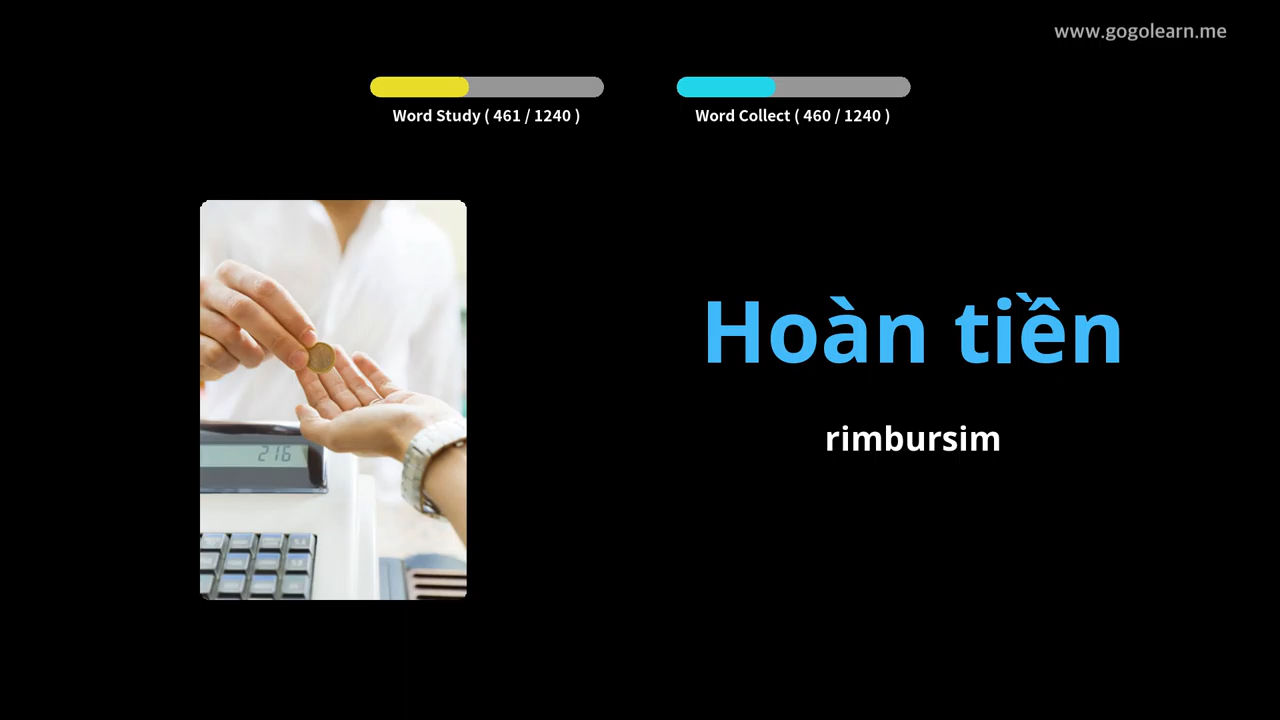 www.gogolearn.me
Word Study ( 461 / 1240 )
Word Collect ( 460 / 1240 )
216
Hoàn tiền
rimbursim